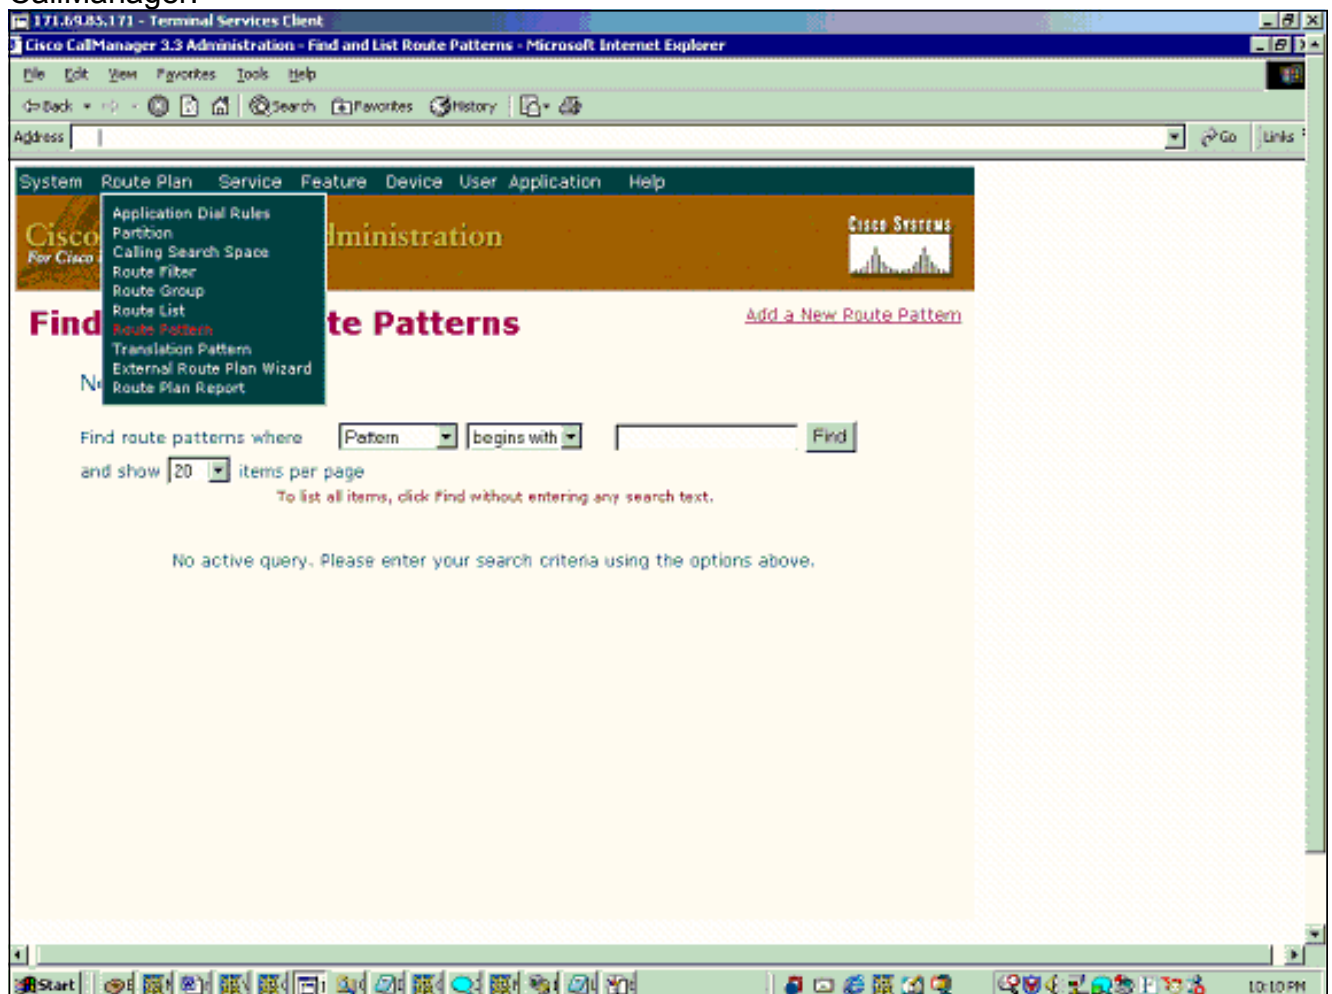 CallManager.
171.69.85.171 - Terminal Services Client
Cisco CallManager 3.3 Administration - Find and List Route Patterns - Microsoft Internet Explorer
File Edit View Favorites Tools Help
Back Search Favorites History
Address Go Links
System Route Plan Service Feature Device User Application Help
Application Dial Rules
Partition
Calling Search Space
Route Filter
Route Group
Route List
Route Pattern
Translation Pattern
External Route Plan Wizard
Route Plan Report
Cisco ministration
For Cisco
CISCO SYSTEMS
Find te Patterns
Add a New Route Pattern
Find route patterns where Pattern begins with Find
and show 20 items per page
To list all items, click Find without entering any search text.
No active query. Please enter your search criteria using the options above.
Start 10:10 PM